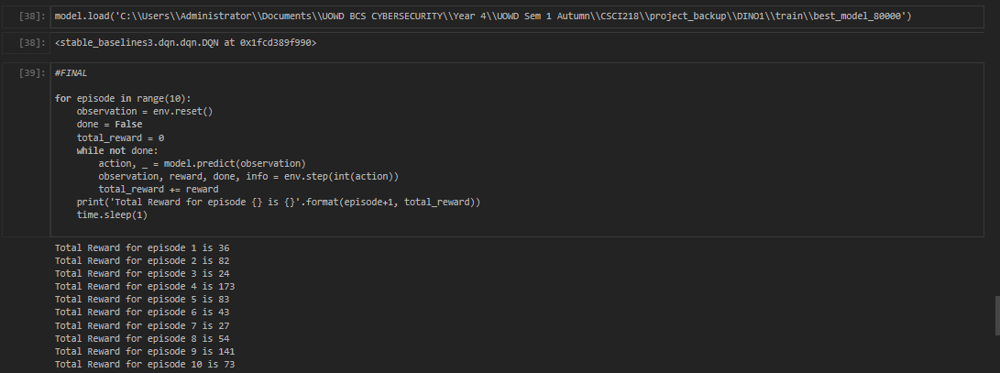 [38]: model.load('C:\\Users\\Administrator\\Documents\\UOWD BCS CYBERSECURITY\\Year 4\\UOWD Sem 1 Autumn\\CSCI218\\project_backup\\DINO1\\train\\best_model_80000')
[38]: <stable_baselines3.dqn.dqn.DQN at 0x1fcd389f990>
[39]: #FINAL
for episode in range(10):
    observation = env.reset()
    done = False
    total_reward = 0
    while not done:
        action, _ = model.predict(observation)
        observation, reward, done, info = env.step(int(action))
        total_reward += reward
    print('Total Reward for episode {} is {}'.format(episode+1, total_reward))
    time.sleep(1)
Total Reward for episode 1 is 36
Total Reward for episode 2 is 82
Total Reward for episode 3 is 24
Total Reward for episode 4 is 173
Total Reward for episode 5 is 83
Total Reward for episode 6 is 43
Total Reward for episode 7 is 27
Total Reward for episode 8 is 54
Total Reward for episode 9 is 141
Total Reward for episode 10 is 73